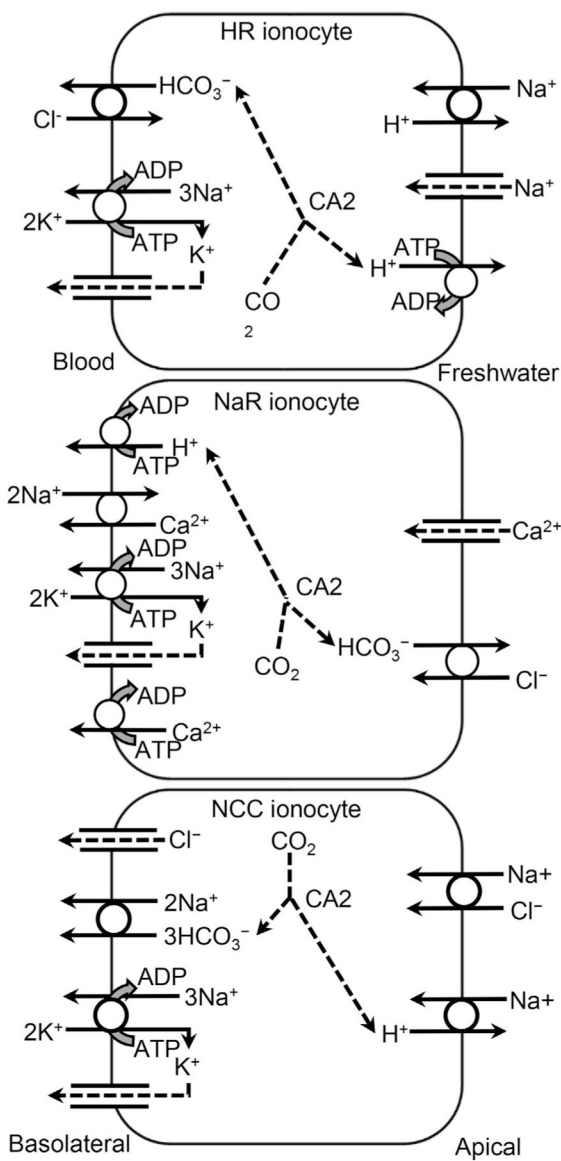 HR ionocyte
HCO₃⁻
Na⁺
Cl⁻
H⁺
ADP
3Na⁺
Na⁺
2K⁺
ATP
K⁺
CA2
ATP
H⁺
ADP
CO
2
Blood
Freshwater
NaR ionocyte
ADP
H⁺
ATP
2Na⁺
Ca²⁺
Ca²⁺
ADP
3Na⁺
2K⁺
ATP
K⁺
CA2
CO₂
HCO₃⁻
Cl⁻
ADP
Ca²⁺
ATP
NCC ionocyte
Cl⁻
CO₂
Na+
2Na⁺
CA2
Cl⁻
3HCO₃⁻
ADP
3Na⁺
Na+
2K⁺
ATP
H⁺
K⁺
Basolateral
Apical